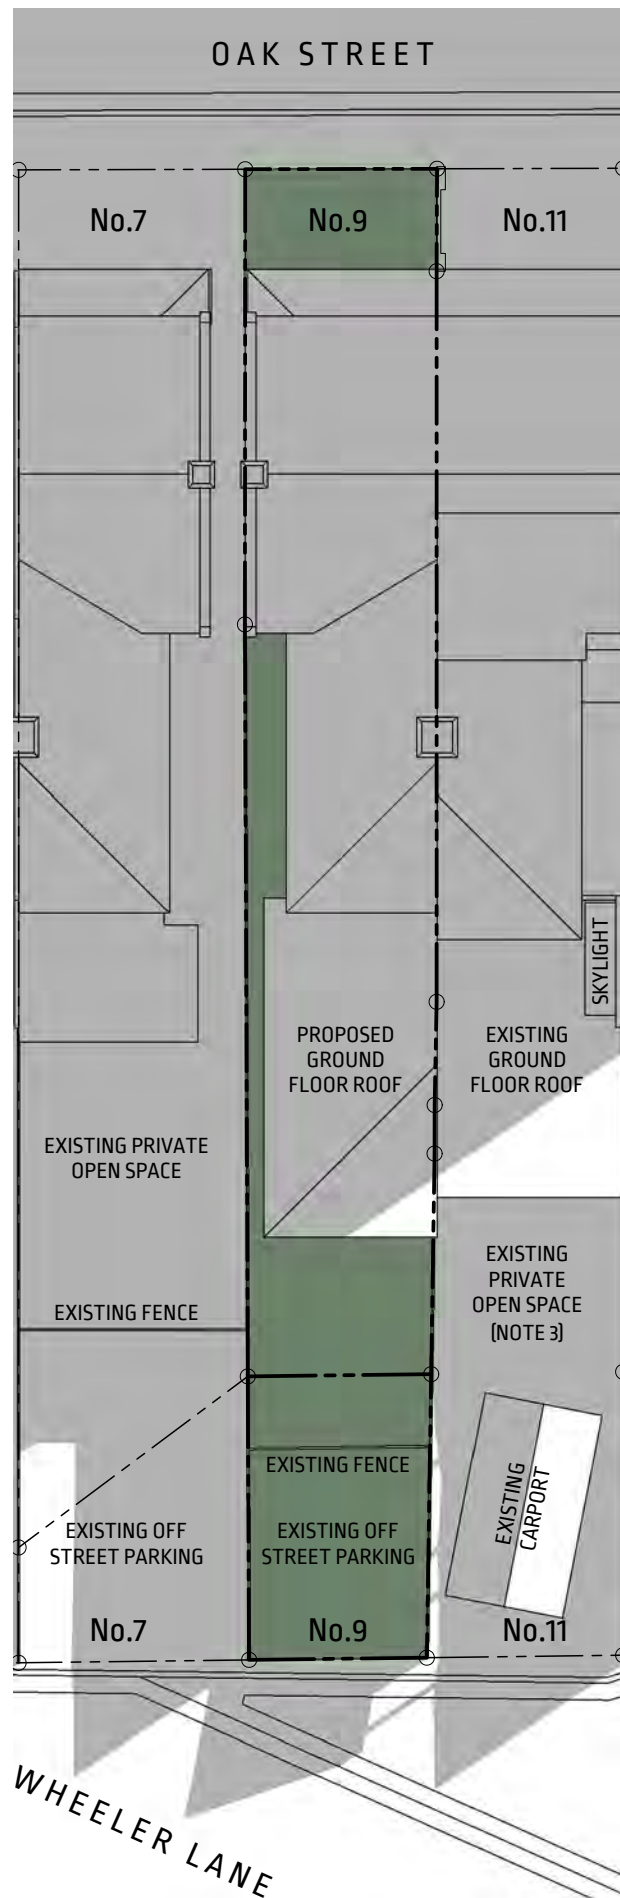 OAK STREET
No.7
No.9
No.11
SKYLIGHT
PROPOSED
GROUND
FLOOR ROOF
EXISTING
GROUND
FLOOR ROOF
EXISTING PRIVATE
OPEN SPACE
EXISTING
PRIVATE
OPEN SPACE
(NOTE 3)
EXISTING FENCE
EXISTING FENCE
EXISTING
CARPORT
EXISTING OFF
STREET PARKING
EXISTING OFF
STREET PARKING
No.7
No.9
No.11
WHEELER LANE